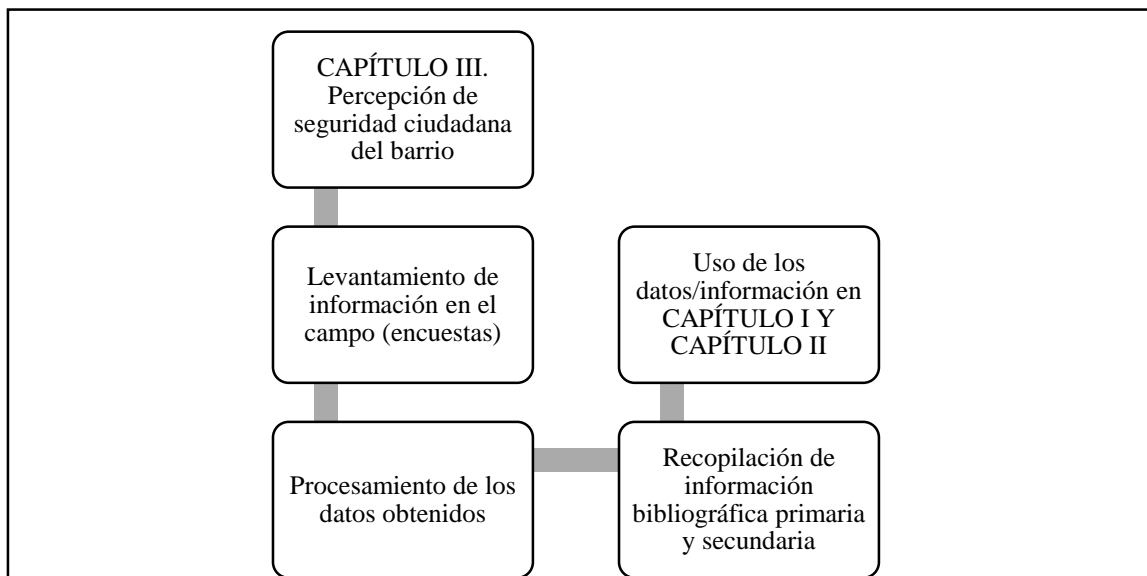 CAPÍTULO III.
Percepción de
seguridad ciudadana
del barrio
Levantamiento de
información en el
campo (encuestas)
Procesamiento de los
datos obtenidos
Recopilación de
información
bibliográfica primaria
y secundaria
Uso de los
datos/información en
CAPÍTULO I Y
CAPÍTULO II